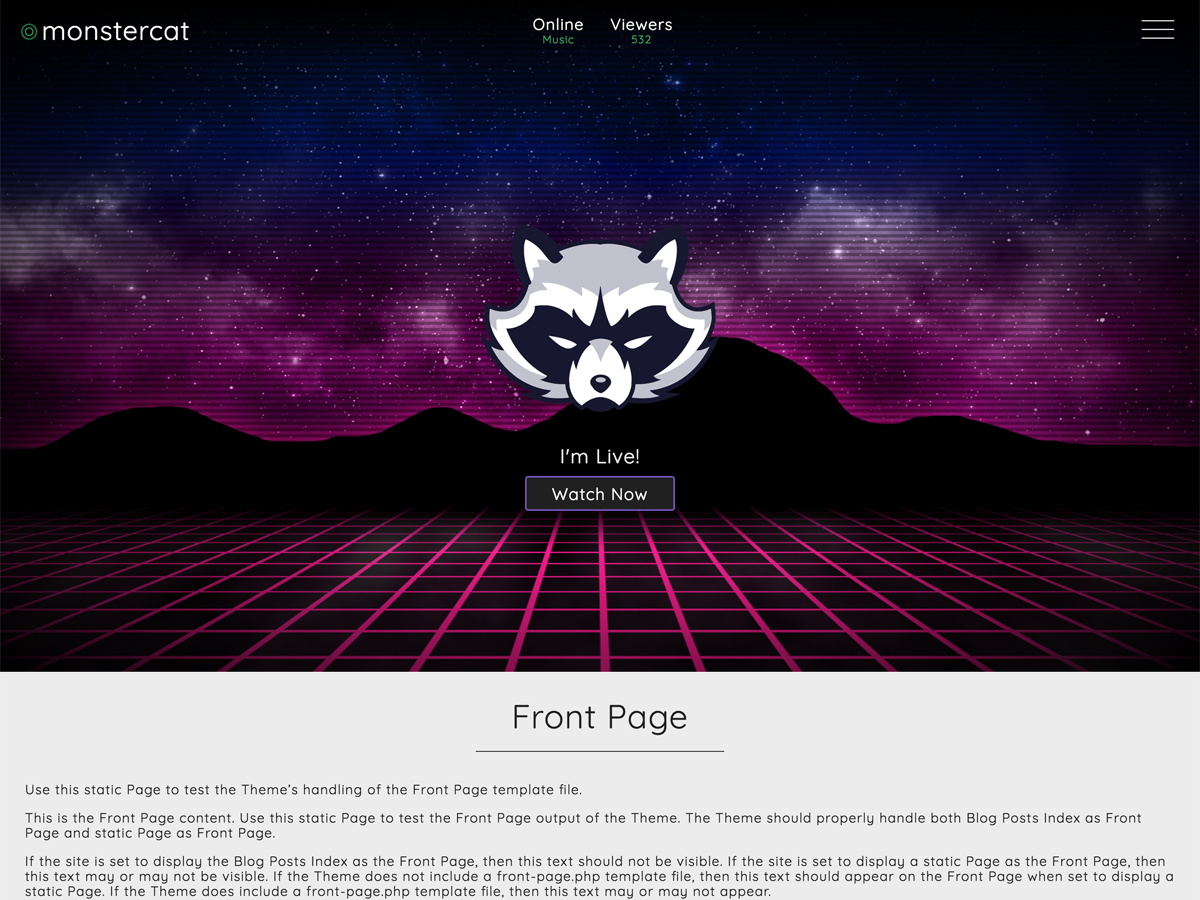 monstercat
Online
Music
Viewers
532
I'm Live!
Watch Now
Front Page
Use this static Page to test the Theme’s handling of the Front Page template file.
This is the Front Page content. Use this static Page to test the Front Page output of the Theme. The Theme should properly handle both Blog Posts Index as Front
Page and static Page as Front Page.
If the site is set to display the Blog Posts Index as the Front Page, then this text should not be visible. If the site is set to display a static Page as the Front Page, then
this text may or may not be visible. If the Theme does not include a front-page.php template file, then this text should appear on the Front Page when set to display a
static Page. If the Theme does include a front-page.php template file, then this text may or may not appear.